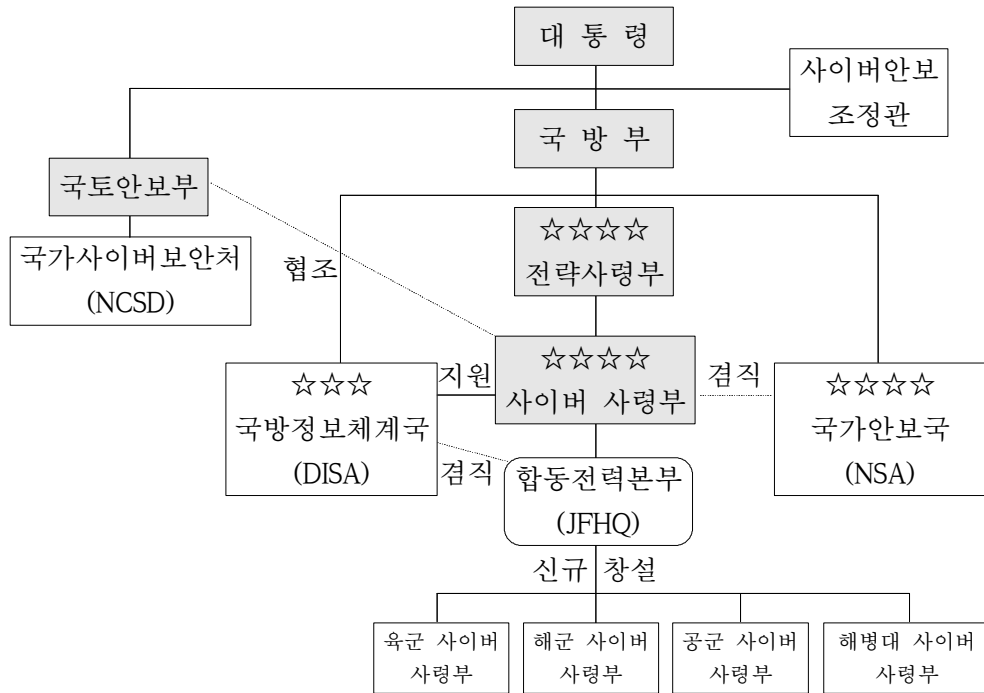 대 통 령
사이버안보
조정관
국 방 부
국토안보부
☆☆☆☆
전략사령부
국가사이버보안처
(NCSD)
협조
☆☆☆☆
사이버 사령부
지원
겸직
☆☆☆
국방정보체계국
(DISA)
☆☆☆☆
국가안보국
(NSA)
겸직
합동전력본부
(JFHQ)
신규 창설
육군 사이버
사령부
해군 사이버
사령부
공군 사이버
사령부
해병대 사이버
사령부